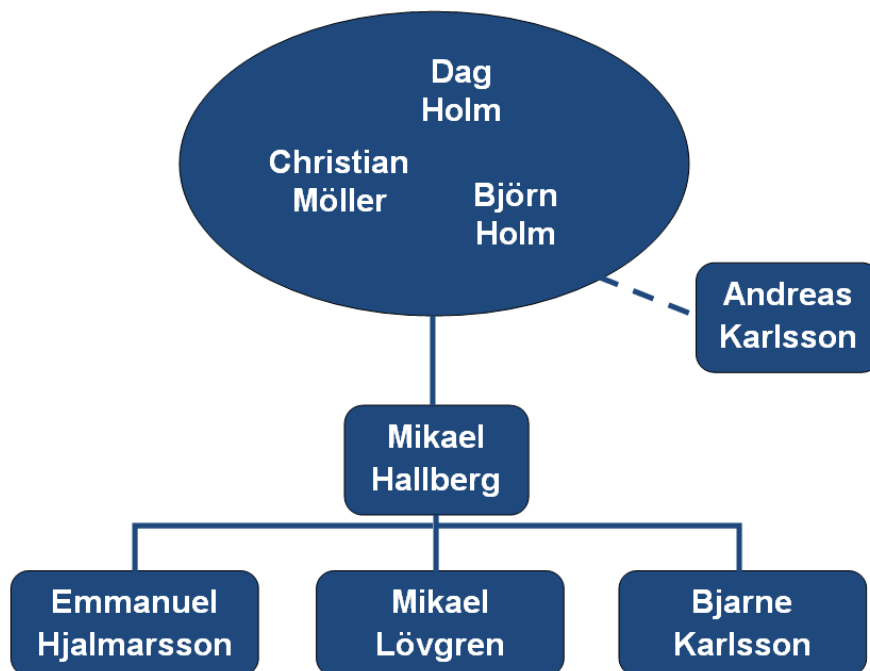 Dag
Holm
Christian
Möller
Björn
Holm
Andreas
Karlsson
Mikael
Hallberg
Emmanuel
Hjalmarsson
Mikael
Lövgren
Bjarne
Karlsson